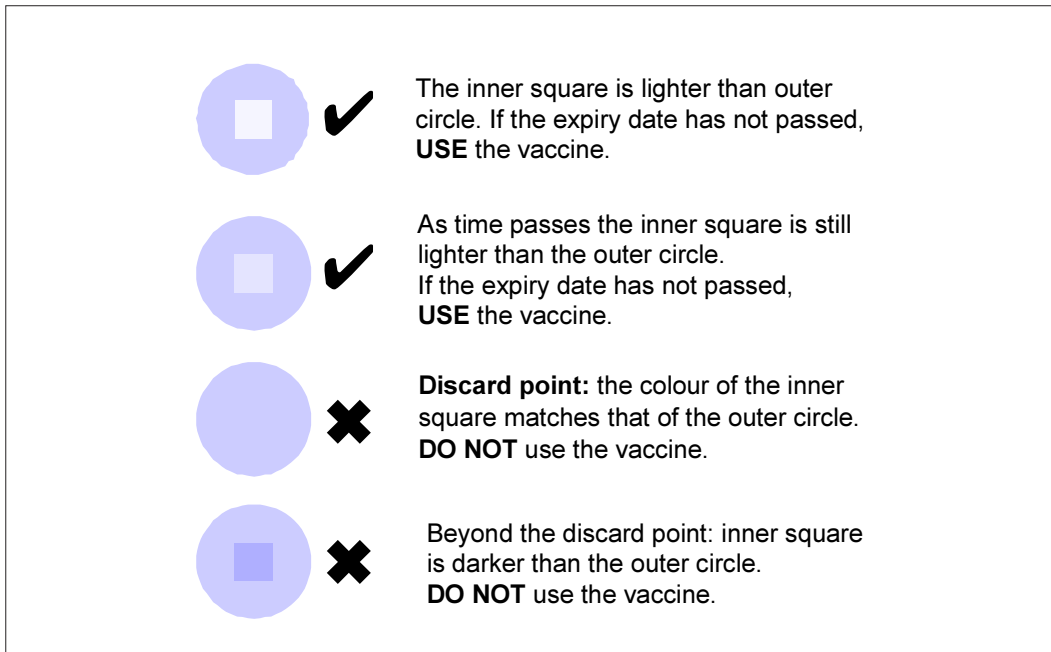 The inner square is lighter than outer
circle. If the expiry date has not passed,
USE the vaccine.
As time passes the inner square is still
lighter than the outer circle.
If the expiry date has not passed,
USE the vaccine.
Discard point: the colour of the inner
square matches that of the outer circle.
DO NOT use the vaccine.
Beyond the discard point: inner square
is darker than the outer circle.
DO NOT use the vaccine.